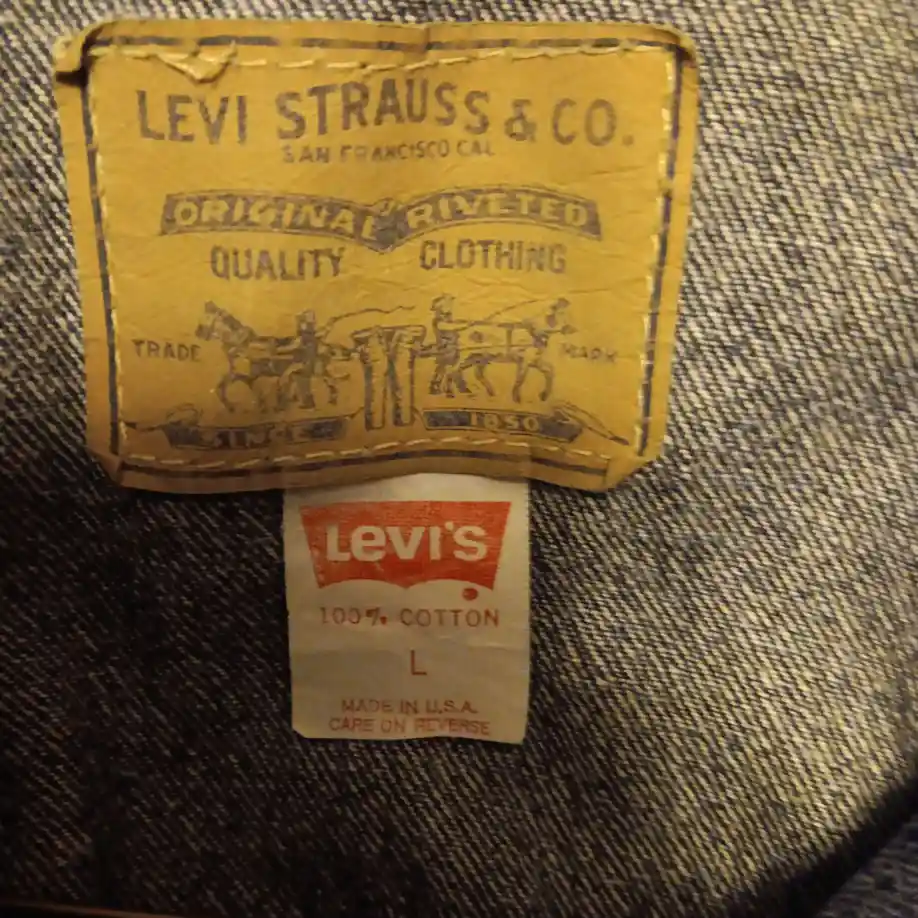 LEVI STRAUSS & CO.
SAN FRANCISCO CAL
ORIGINAL RIVETED
QUALITY CLOTHING
TRADE MARK
SINCE 1850
Levi's
100% COTTON
L
MADE IN U.S.A.
CARE ON REVERSE